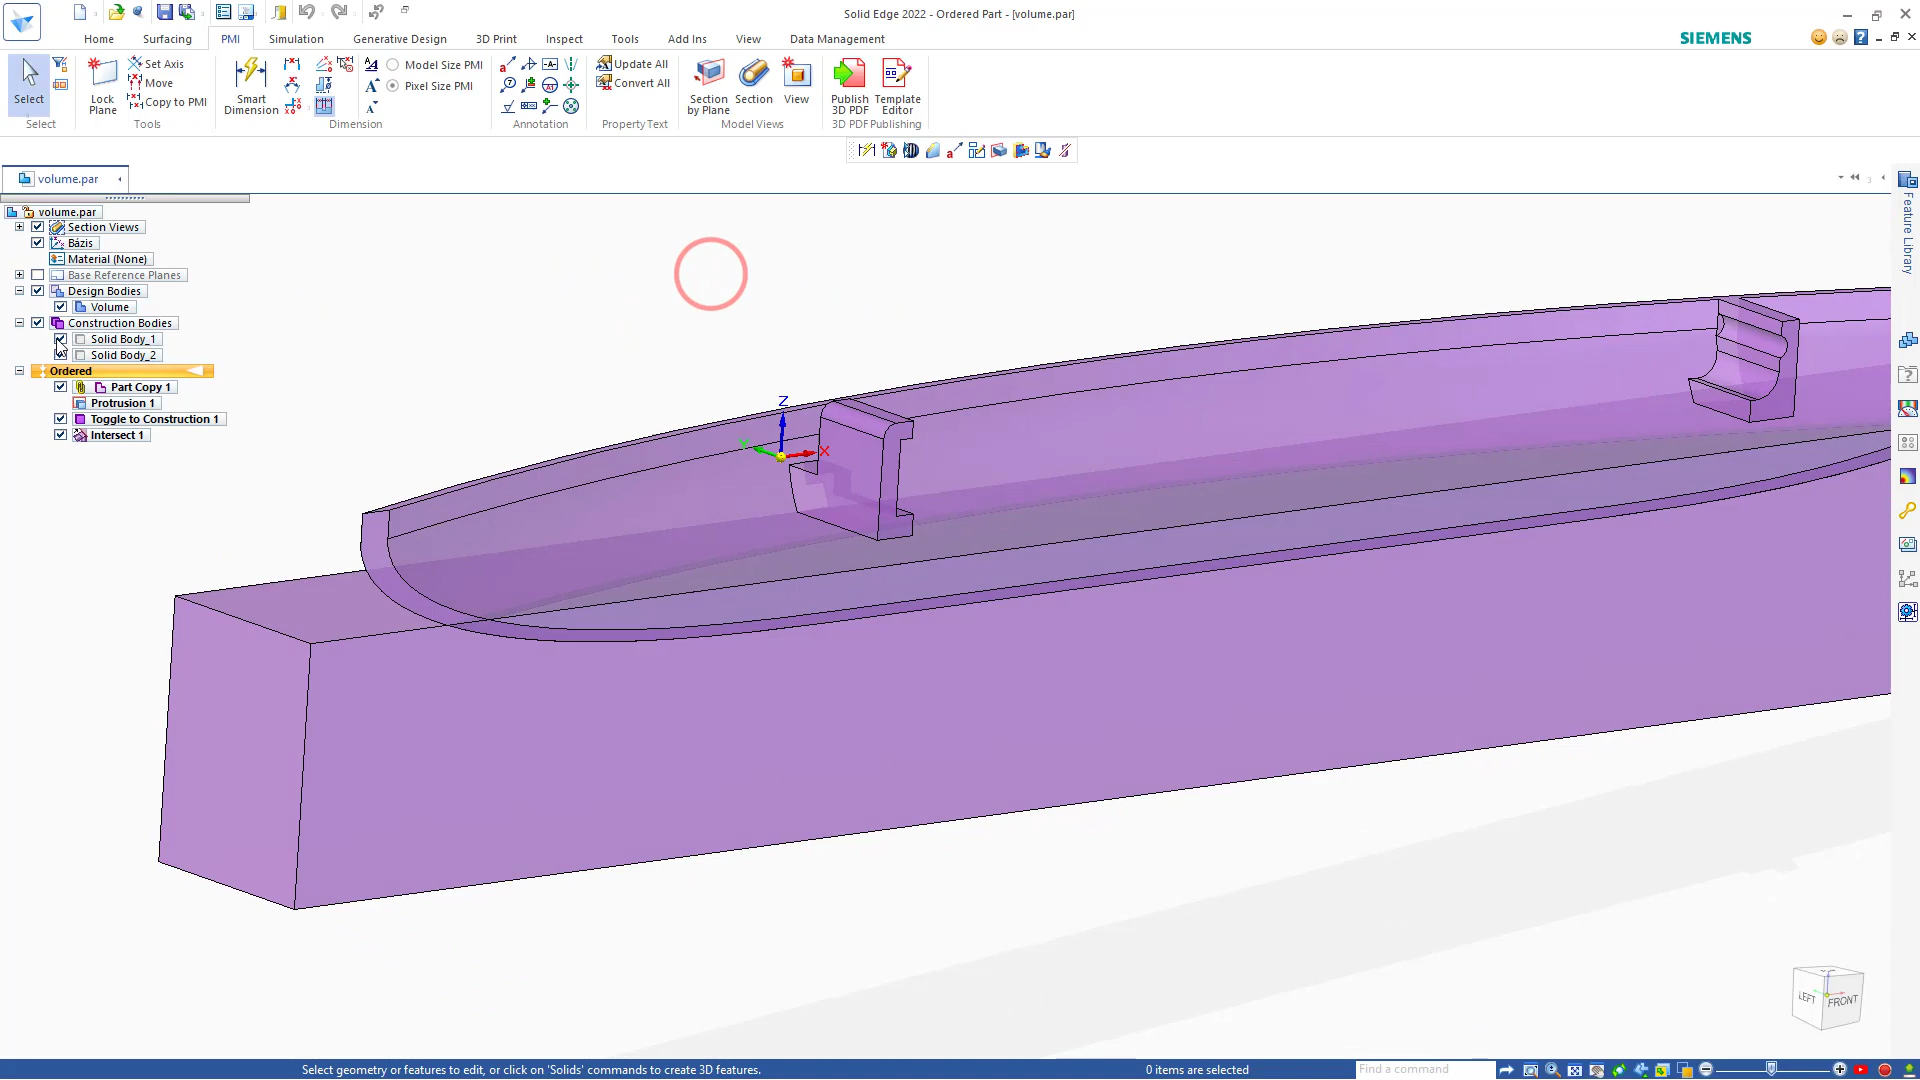 Solid Edge 2022 - Ordered Part - [volume.par]
Home Surfacing PMI Simulation Generative Design 3D Print Inspect Tools Add Ins View Data Management
SIEMENS
Select
Select
Lock Plane
Set Axis
Move
Copy to PMI
Tools
Smart Dimension
Model Size PMI
Pixel Size PMI
Dimension
Annotation
Update All
Convert All
Property Text
Section by Plane
Section
View
Model Views
Publish 3D PDF
Template Editor
3D PDF Publishing
volume.par
3
volume.par
Section Views
Bázis
Material (None)
Base Reference Planes
Design Bodies
Volume
Construction Bodies
Solid Body_1
Solid Body_2
Ordered
Part Copy 1
Protrusion 1
Toggle to Construction 1
Intersect 1
Z
Y
X
Feature Library
LEFT
FRONT
Select geometry or features to edit, or click on 'Solids' commands to create 3D features.
0 items are selected
Find a command